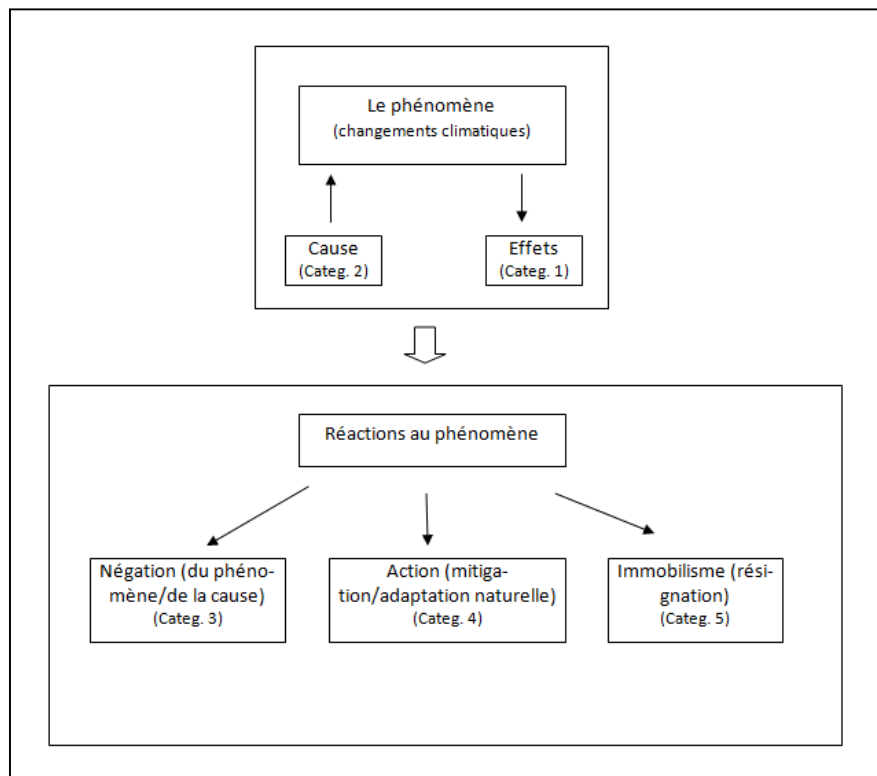 Le phénomène
(changements climatiques)
Cause
(Categ. 2)
Effets
(Categ. 1)
Réactions au phénomène
Négation (du phéno-
mène/de la cause)
(Categ. 3)
Action (mitiga-
tion/adaptation naturelle)
(Categ. 4)
Immobilisme (rési-
gnation)
(Categ. 5)